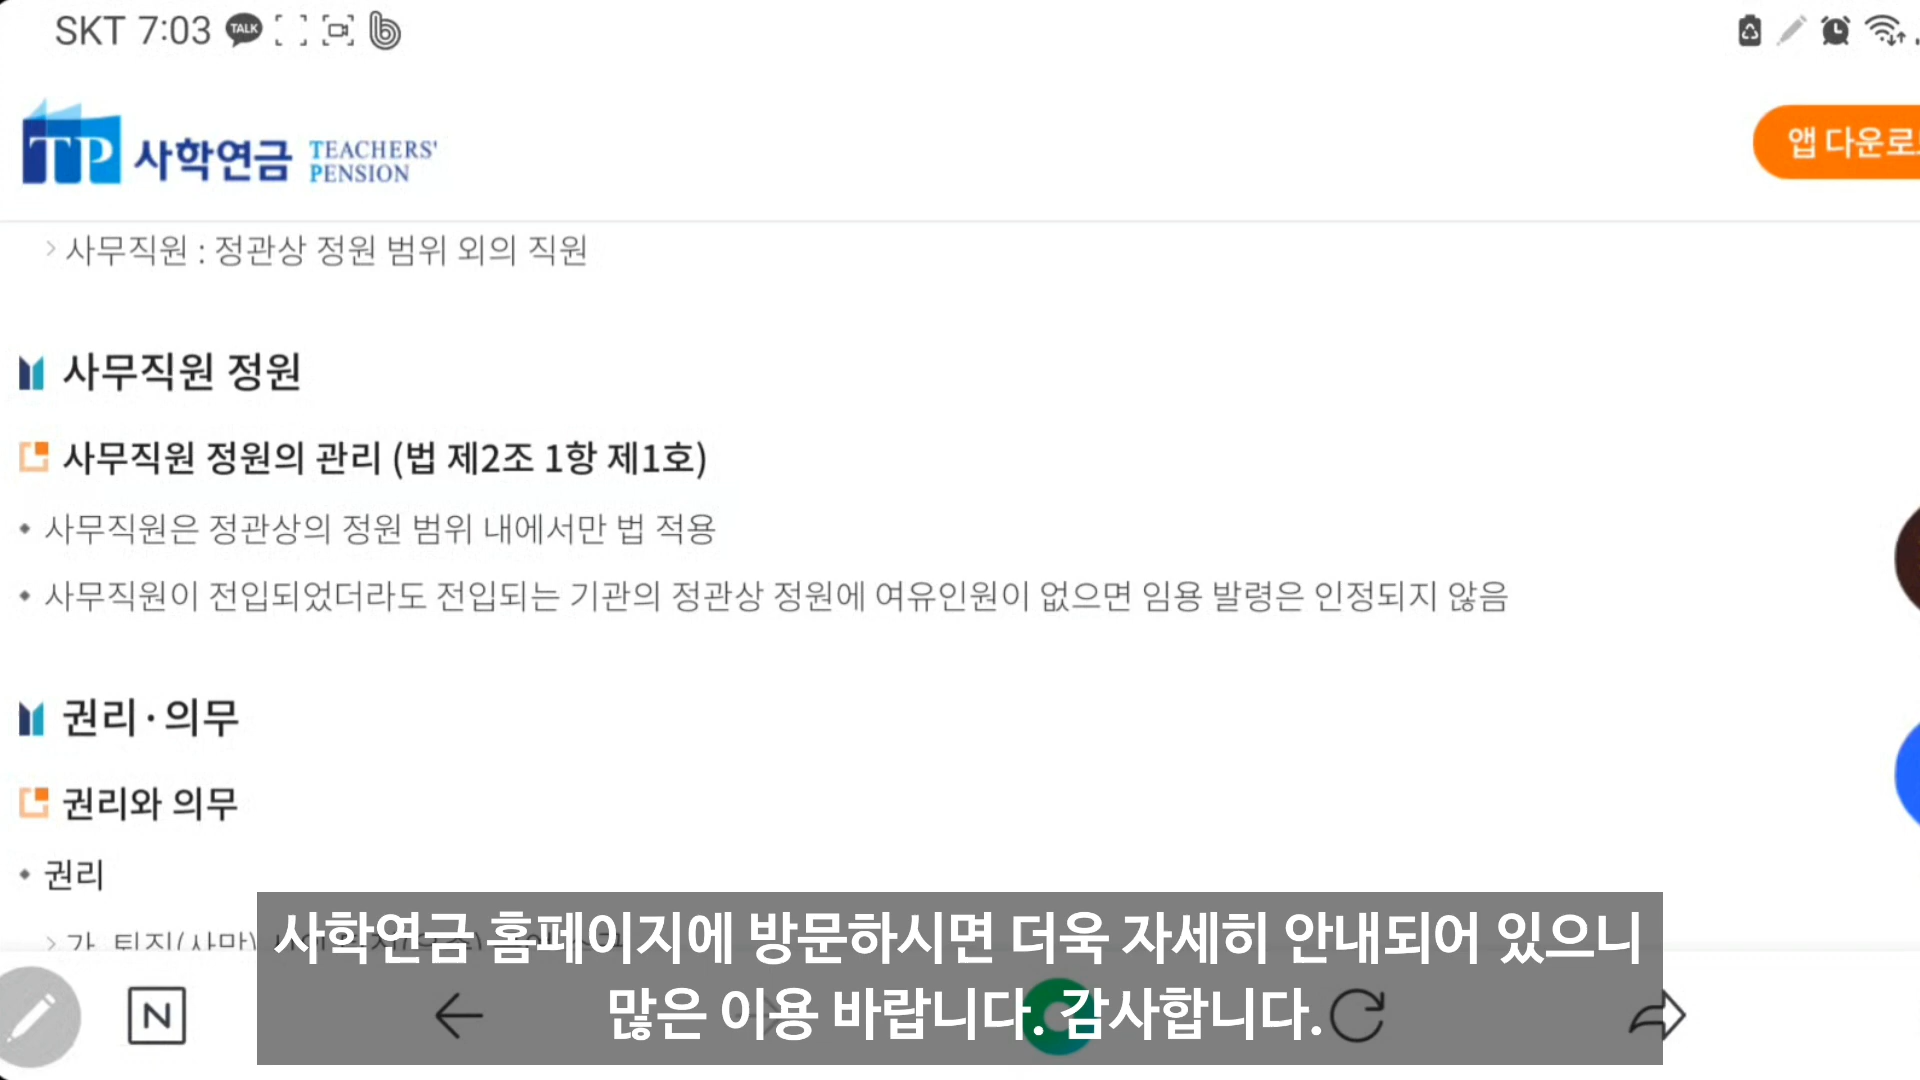 SKT 7:03 TALK
TP 사학연금 TEACHERS' PENSION
앱 다운로
사무직원 : 정관상 정원 범위 외의 직원
사무직원 정원
사무직원 정원의 관리 (법 제2조 1항 제1호)
• 사무직원은 정관상의 정원 범위 내에서만 법 적용
• 사무직원이 전입되었더라도 전입되는 기관의 정관상 정원에 여유인원이 없으면 임용 발령은 인정되지 않음
권리·의무
권리와 의무
• 권리
사학연금 홈페이지에 방문하시면 더욱 자세히 안내되어 있으니
많은 이용 바랍니다. 감사합니다.
N